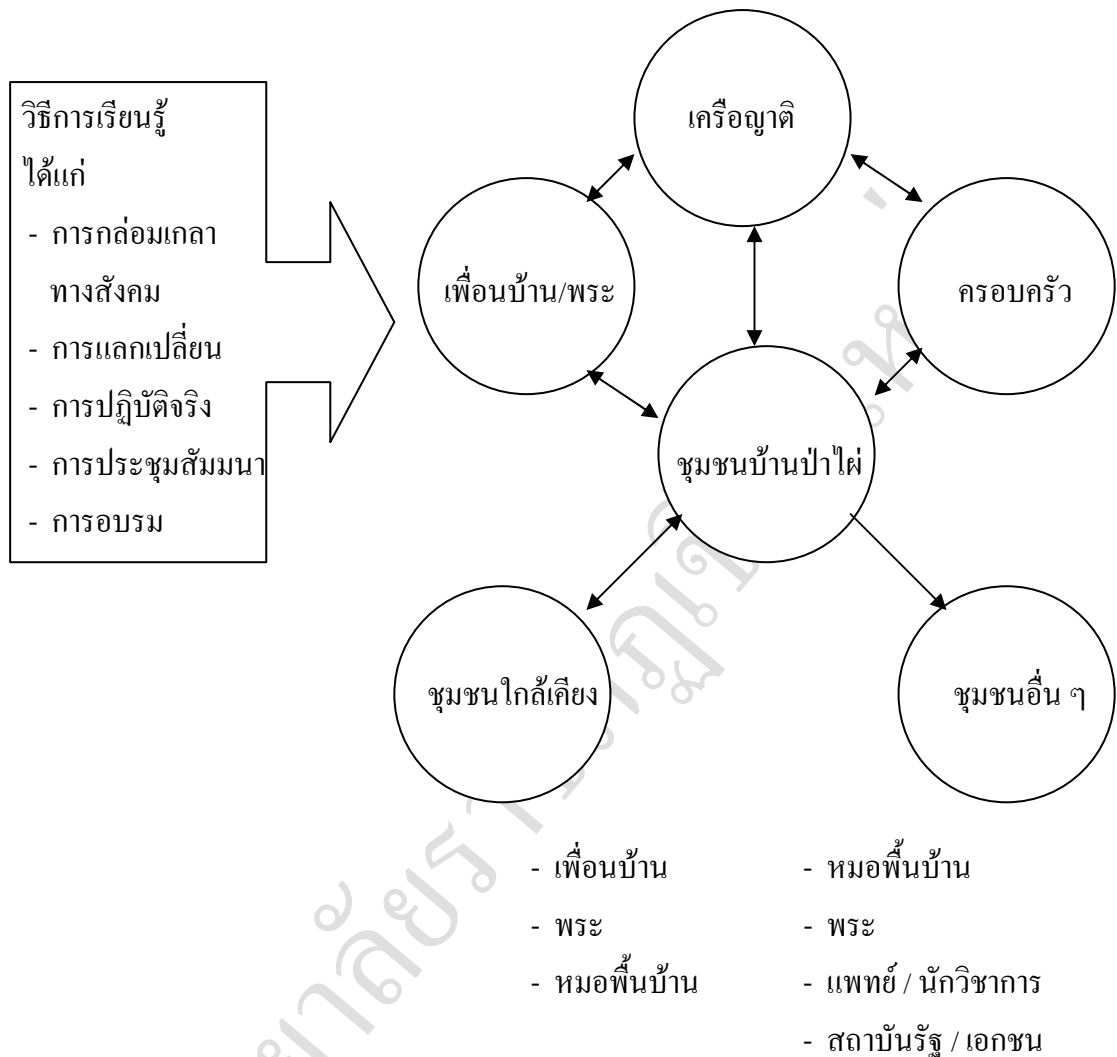 วิธีการเรียนรู้
ได้แก่
- การกล่อมเกลา
ทางสังคม
- การแลกเปลี่ยน
- การปฏิบัติจริง
- การประชุมสัมมนา
- การอบรม
เครือญาติ
เพื่อนบ้าน/พระ
ครอบครัว
ชุมชนบ้านป่าไผ่
ชุมชนใกล้เคียง
ชุมชนอื่น ๆ
- เพื่อนบ้าน
- พระ
- หมอพื้นบ้าน
- หมอพื้นบ้าน
- พระ
- แพทย์ / นักวิชาการ
- สถาบันรัฐ / เอกชน